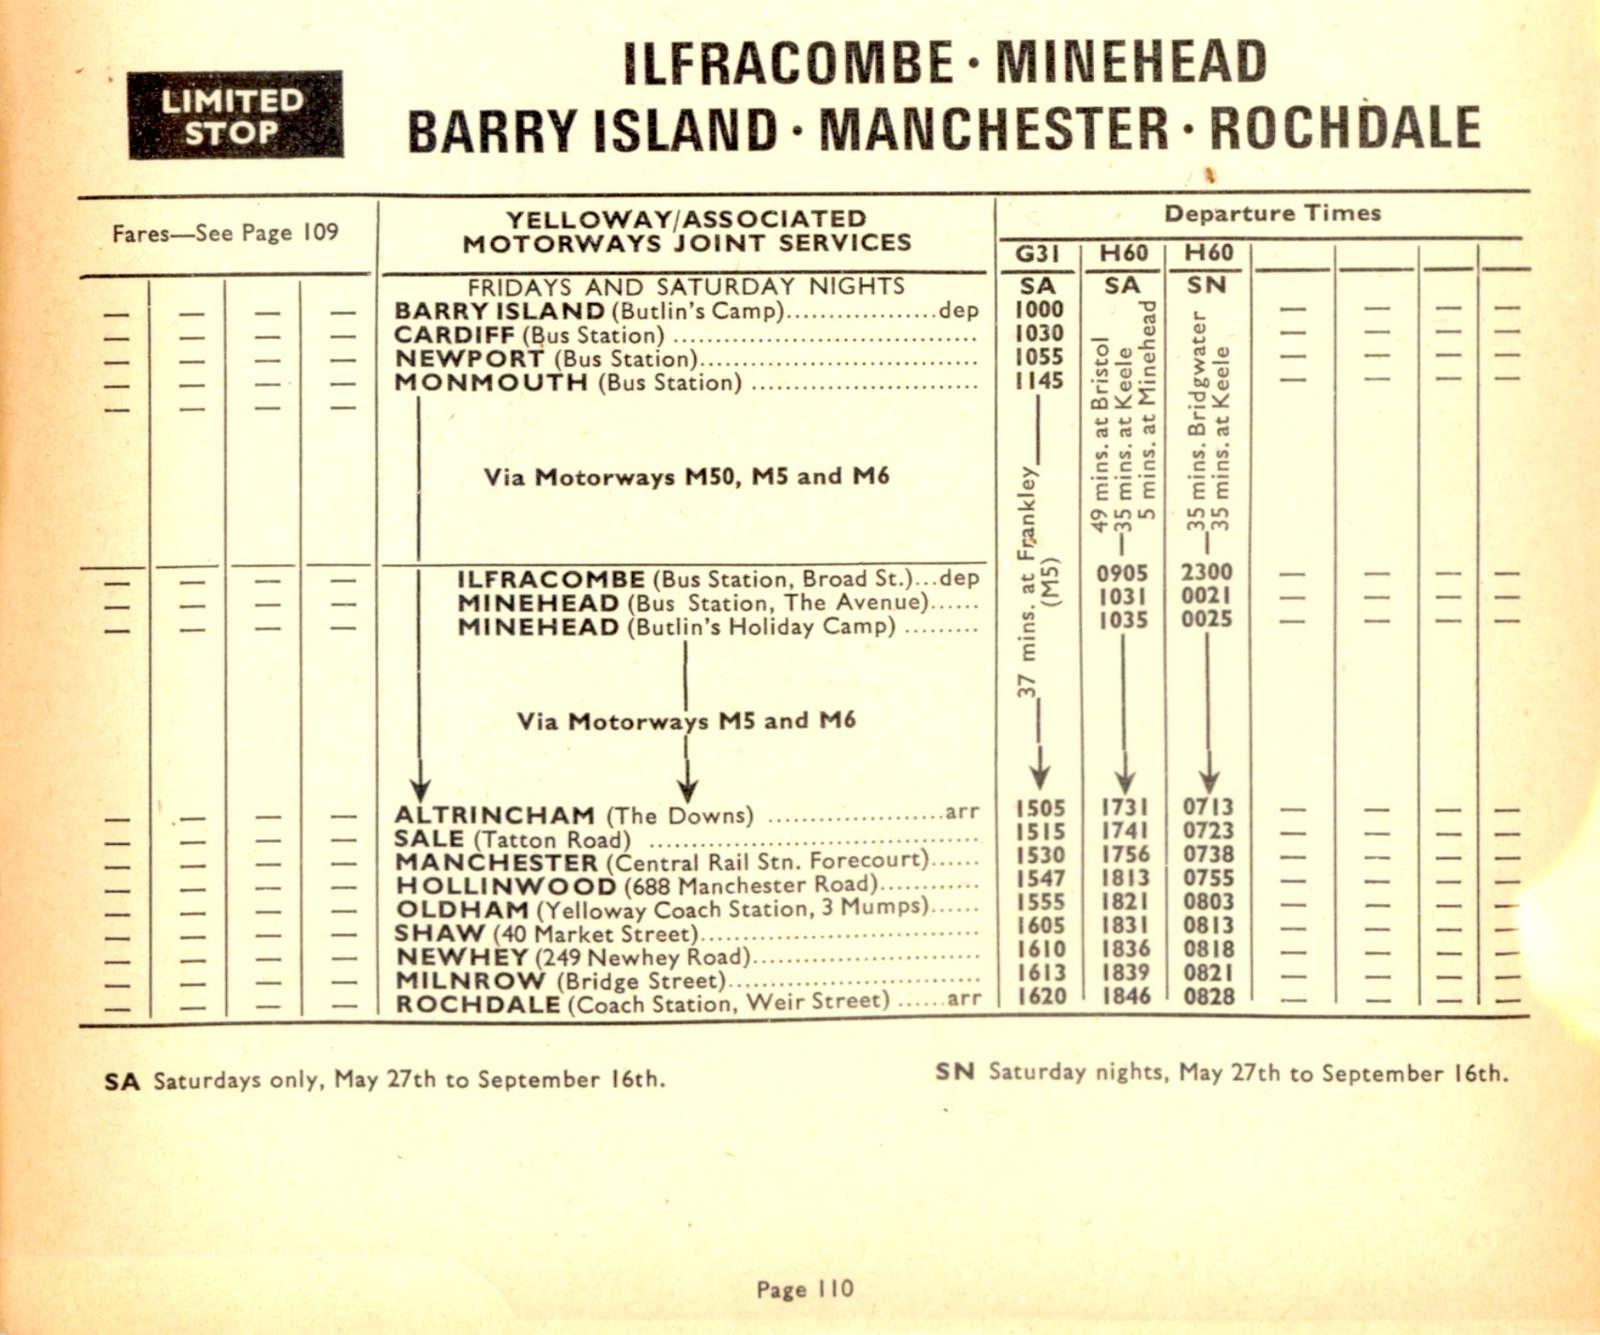 ILFRACOMBE · MINEHEAD
LIMITED STOP
BARRY ISLAND · MANCHESTER · ROCHDALE
Fares—See Page 109
YELLOWAY/ASSOCIATED
MOTORWAYS JOINT SERVICES
Departure Times
G31 H60 H60
FRIDAYS AND SATURDAY NIGHTS SA SA SN
— — — — BARRY ISLAND (Butlin's Camp)..................dep 1000 — — — —
— — — — CARDIFF (Bus Station) .................................... 1030 — — — —
— — — — NEWPORT (Bus Station)................................. 1055 — — — —
— — — — MONMOUTH (Bus Station) ........................... 1145 — — — —
— — — —
37 mins. at Frankley (M5)
49 mins. at Bristol
35 mins. at Keele
5 mins. at Minehead
35 mins. Bridgwater
35 mins. at Keele
Via Motorways M50, M5 and M6
— — — — ILFRACOMBE (Bus Station, Broad St.)...dep 0905 2300 — — — —
— — — — MINEHEAD (Bus Station, The Avenue)...... 1031 0021 — — — —
— — — — MINEHEAD (Butlin's Holiday Camp) ......... 1035 0025 — — — —
Via Motorways M5 and M6
— — — — ALTRINCHAM (The Downs) .....................arr 1505 1731 0713 — — — —
— — — — SALE (Tatton Road) ....................................... 1515 1741 0723 — — — —
— — — — MANCHESTER (Central Rail Stn. Forecourt)...... 1530 1756 0738 — — — —
— — — — HOLLINWOOD (688 Manchester Road)............ 1547 1813 0755 — — — —
— — — — OLDHAM (Yelloway Coach Station, 3 Mumps)...... 1555 1821 0803 — — — —
— — — — SHAW (40 Market Street)................................. 1605 1831 0813 — — — —
— — — — NEWHEY (249 Newhey Road)........................... 1610 1836 0818 — — — —
— — — — MILNROW (Bridge Street).............................. 1613 1839 0821 — — — —
— — — — ROCHDALE (Coach Station, Weir Street) ......arr 1620 1846 0828 — — — —
SA Saturdays only, May 27th to September 16th.
SN Saturday nights, May 27th to September 16th.
Page 110